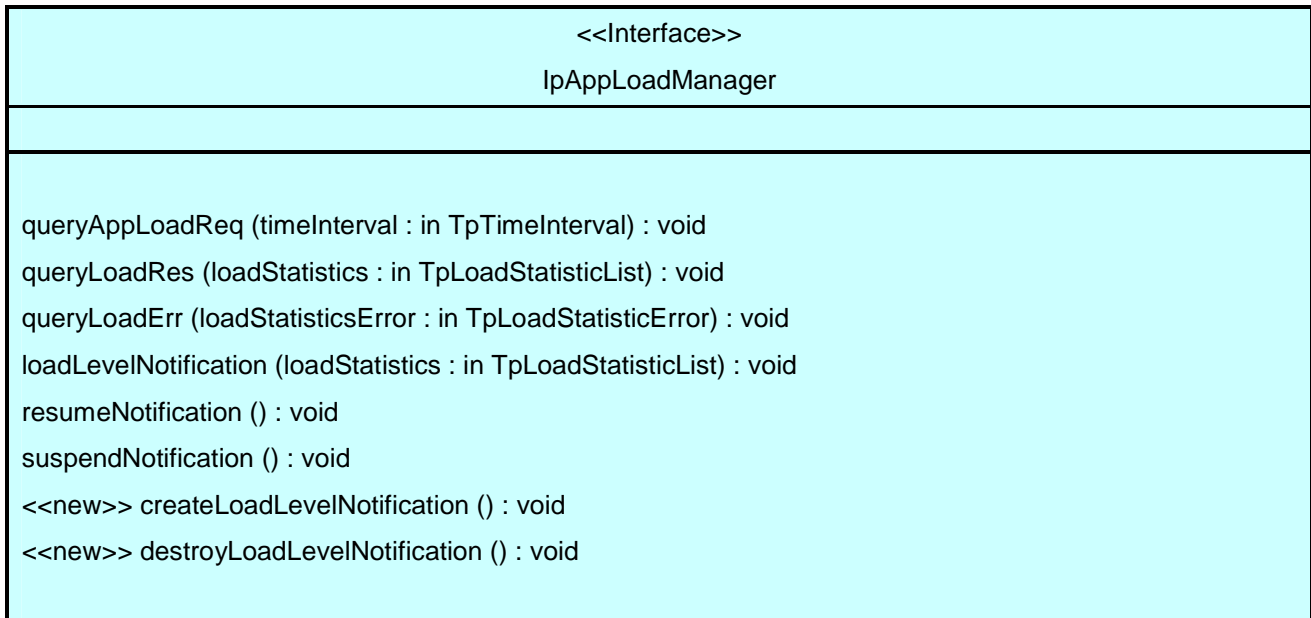 <<Interface>>
IpAppLoadManager
queryAppLoadReq (timeInterval : in TpTimeInterval) : void
queryLoadRes (loadStatistics : in TpLoadStatisticList) : void
queryLoadErr (loadStatisticsError : in TpLoadStatisticError) : void
loadLevelNotification (loadStatistics : in TpLoadStatisticList) : void
resumeNotification () : void
suspendNotification () : void
<<new>> createLoadLevelNotification () : void
<<new>> destroyLoadLevelNotification () : void